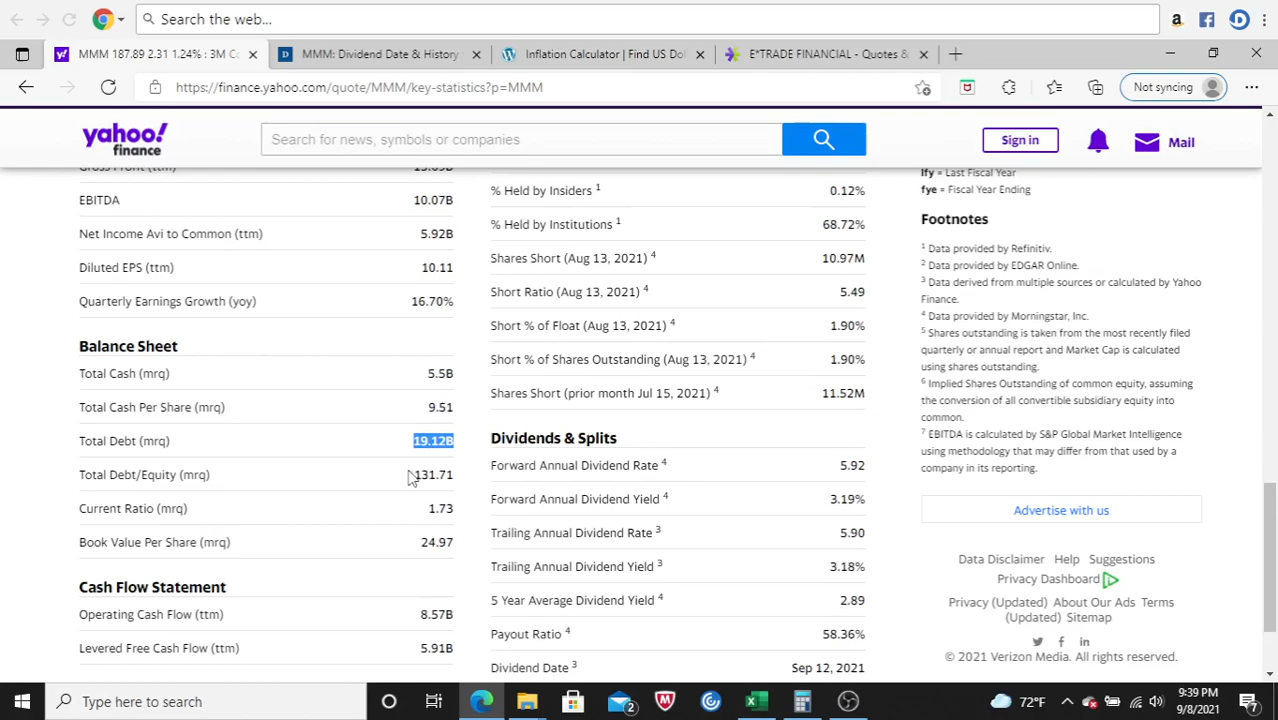 Search the web...
MMM 187.89 2.31 1.24% : 3M Co
MMM: Dividend Date & History
Inflation Calculator | Find US Dol
E*TRADE FINANCIAL - Quotes &
https://finance.yahoo.com/quote/MMM/key-statistics?p=MMM
Not syncing
yahoo!
finance
Search for news, symbols or companies
Sign in
Mail
Gross Profit (ttm)
EBITDA 10.07B
Net Income Avi to Common (ttm) 5.92B
Diluted EPS (ttm) 10.11
Quarterly Earnings Growth (yoy) 16.70%
Balance Sheet
Total Cash (mrq) 5.5B
Total Cash Per Share (mrq) 9.51
Total Debt (mrq) 19.12B
Total Debt/Equity (mrq) 131.71
Current Ratio (mrq) 1.73
Book Value Per Share (mrq) 24.97
Cash Flow Statement
Operating Cash Flow (ttm) 8.57B
Levered Free Cash Flow (ttm) 5.91B
% Held by Insiders 1 0.12%
% Held by Institutions 1 68.72%
Shares Short (Aug 13, 2021) 4 10.97M
Short Ratio (Aug 13, 2021) 4 5.49
Short % of Float (Aug 13, 2021) 4 1.90%
Short % of Shares Outstanding (Aug 13, 2021) 4 1.90%
Shares Short (prior month Jul 15, 2021) 4 11.52M
Dividends & Splits
Forward Annual Dividend Rate 4 5.92
Forward Annual Dividend Yield 4 3.19%
Trailing Annual Dividend Rate 3 5.90
Trailing Annual Dividend Yield 3 3.18%
5 Year Average Dividend Yield 4 2.89
Payout Ratio 4 58.36%
Dividend Date 3 Sep 12, 2021
lfy = Last Fiscal Year
fye = Fiscal Year Ending
Footnotes
1 Data provided by Refinitiv.
2 Data provided by EDGAR Online.
3 Data derived from multiple sources or calculated by Yahoo
Finance.
4 Data provided by Morningstar, Inc.
5 Shares outstanding is taken from the most recently filed
quarterly or annual report and Market Cap is calculated
using shares outstanding.
6 Implied Shares Outstanding of common equity, assuming
the conversion of all convertible subsidiary equity into
common.
7 EBITDA is calculated by S&P Global Market Intelligence
using methodology that may differ from that used by a
company in its reporting.
Advertise with us
Data Disclaimer Help Suggestions
Privacy Dashboard
Privacy (Updated) About Our Ads Terms
(Updated) Sitemap
© 2021 Verizon Media. All rights reserved.
Type here to search
2
72°F
9:39 PM
9/8/2021
7